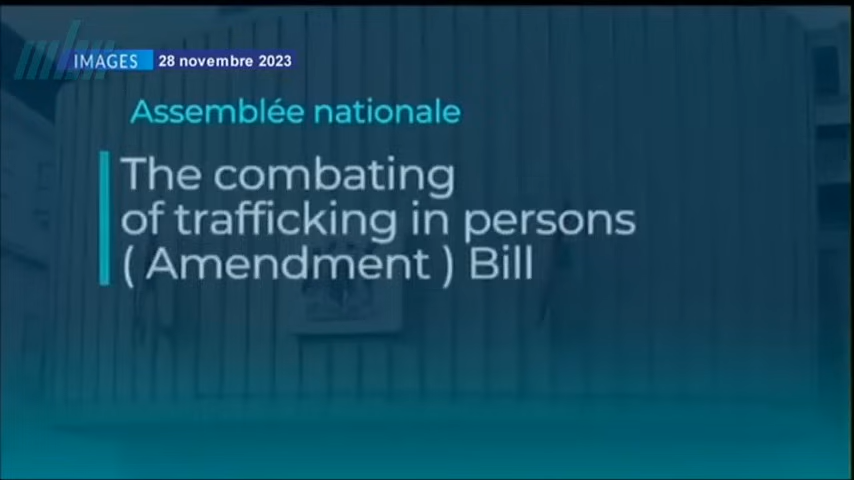 IMAGES 28 novembre 2023
Assemblée nationale
The combating
of trafficking in persons
( Amendment ) Bill